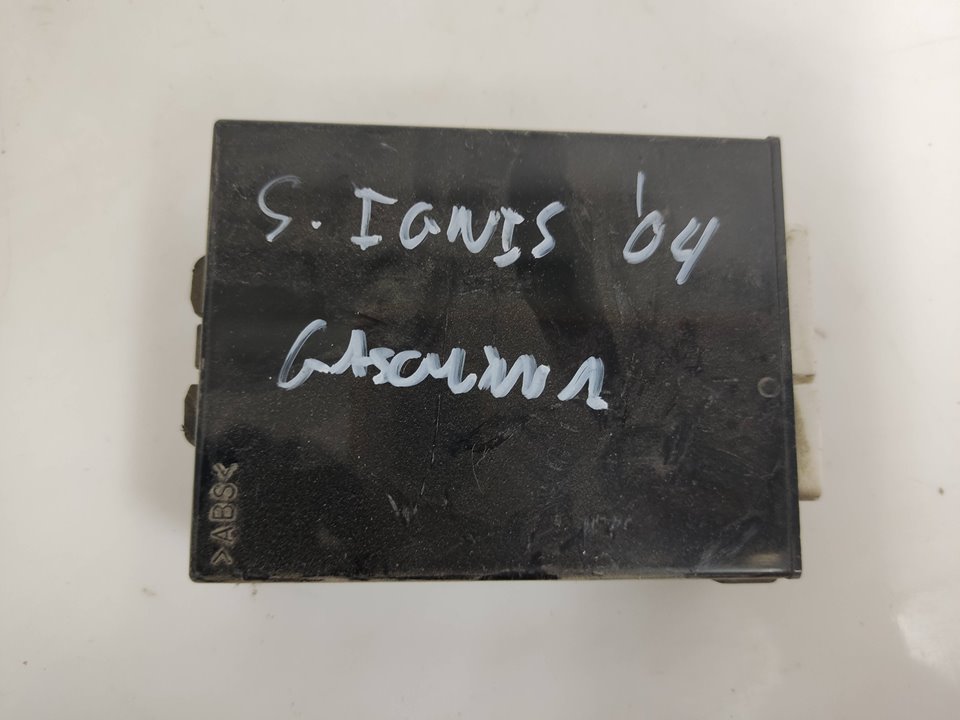 S. IGNIS '04
GASOLINA
>ABS<